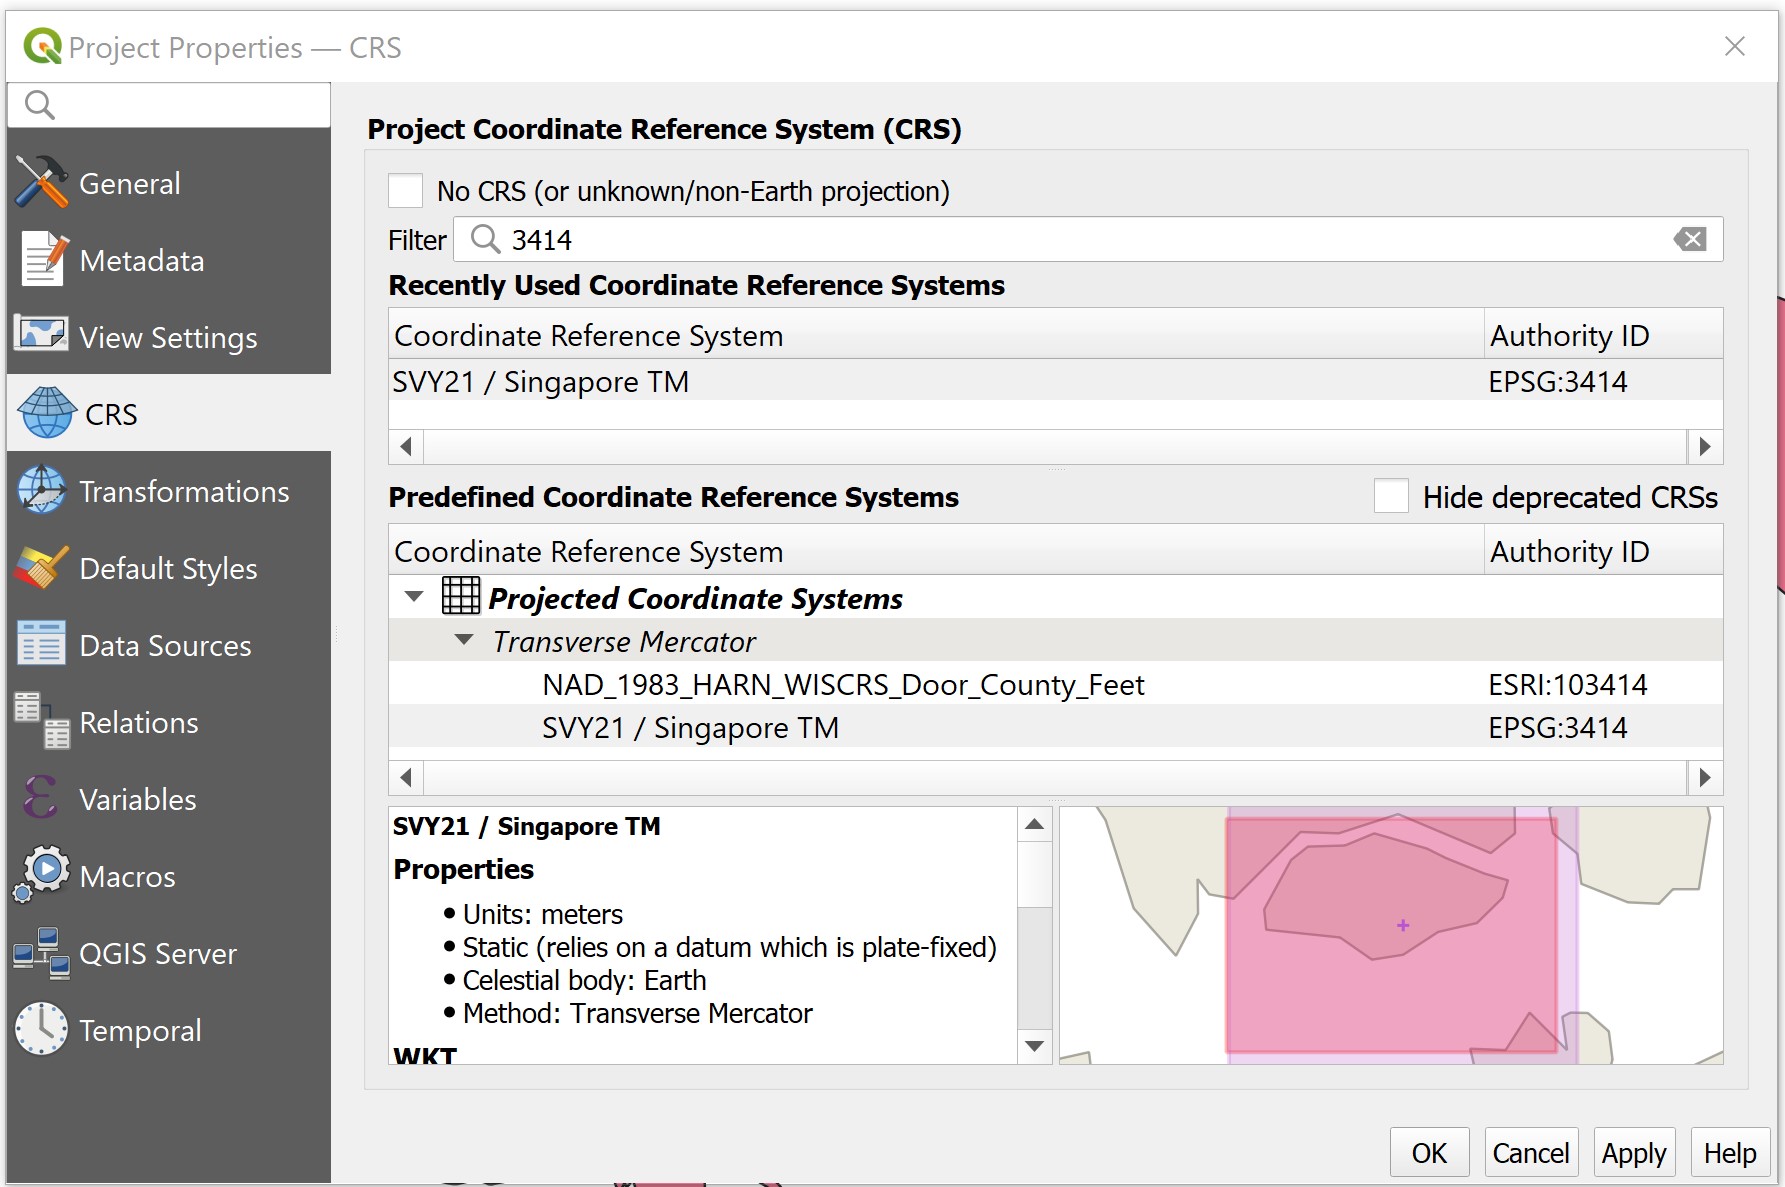 Project Properties — CRS
General
Metadata
View Settings
CRS
Transformations
Default Styles
Data Sources
Relations
Variables
Macros
QGIS Server
Temporal
Project Coordinate Reference System (CRS)
No CRS (or unknown/non-Earth projection)
Filter 3414
Recently Used Coordinate Reference Systems
Coordinate Reference System Authority ID
SVY21 / Singapore TM EPSG:3414
Predefined Coordinate Reference Systems Hide deprecated CRSs
Coordinate Reference System Authority ID
Projected Coordinate Systems
Transverse Mercator
NAD_1983_HARN_WISCRS_Door_County_Feet ESRI:103414
SVY21 / Singapore TM EPSG:3414
SVY21 / Singapore TM
Properties
• Units: meters
• Static (relies on a datum which is plate-fixed)
• Celestial body: Earth
• Method: Transverse Mercator
WKT
OK Cancel Apply Help